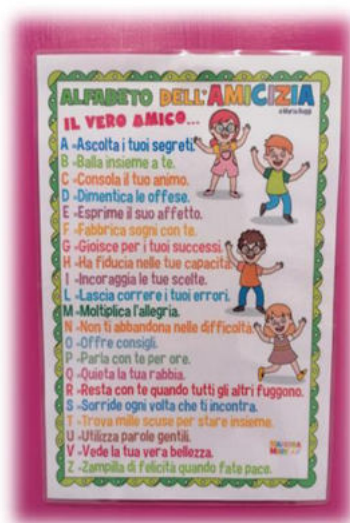 ALFABETO DELL'AMICIZIA
di Maria Ruggi
IL VERO AMICO...
A =Ascolta i tuoi segreti.
B =Balla insieme a te.
C =Consola il tuo animo.
D =Dimentica le offese.
E =Esprime il suo affetto.
F =Fabbrica sogni con te.
G =Gioisce per i tuoi successi.
H =Ha fiducia nelle tue capacità.
I =Incoraggia le tue scelte.
L =Lascia correre i tuoi errori.
M =Moltiplica l'allegria.
N =Non ti abbandona nelle difficoltà.
O =Offre consigli.
P =Parla con te per ore.
Q =Quieta la tua rabbia.
R =Resta con te quando tutti gli altri fuggono.
S =Sorride ogni volta che ti incontra.
T =Trova mille scuse per stare insieme.
U =Utilizza parole gentili.
V =Vede la tua vera bellezza.
Z =Zampilla di felicità quando fate pace.